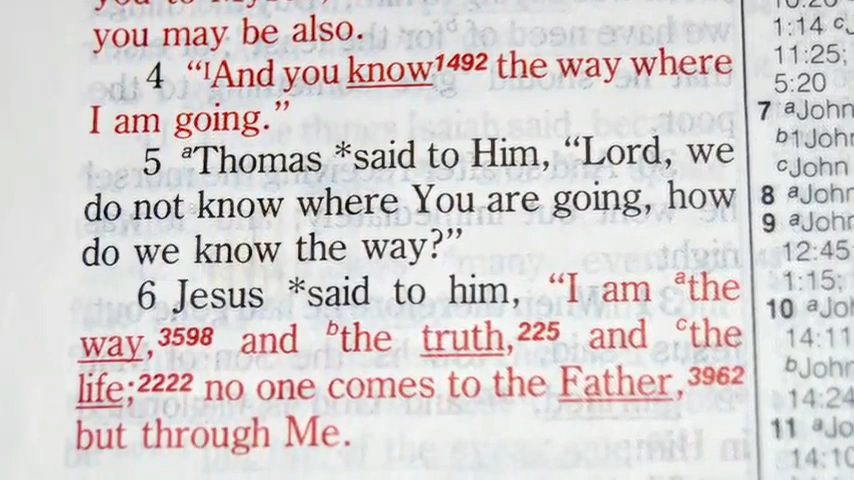 you may be also.
4 "¹And you know1492 the way where
I am going."
5 ᵃThomas *said to Him, "Lord, we
do not know where You are going, how
do we know the way?"
6 Jesus *said to him, "I am ᵃthe
way,3598 and ᵇthe truth,225 and ᶜthe
life;2222 no one comes to the Father,3962
but through Me.
1:14
11:25;
5:20
7 ᵃJohn
ᵇ1John
ᶜJohn
8 ᵃJohn
9 ᵃJohn
12:45
1:15;
10
14:11
ᵇJohn
14:24
11
14:10